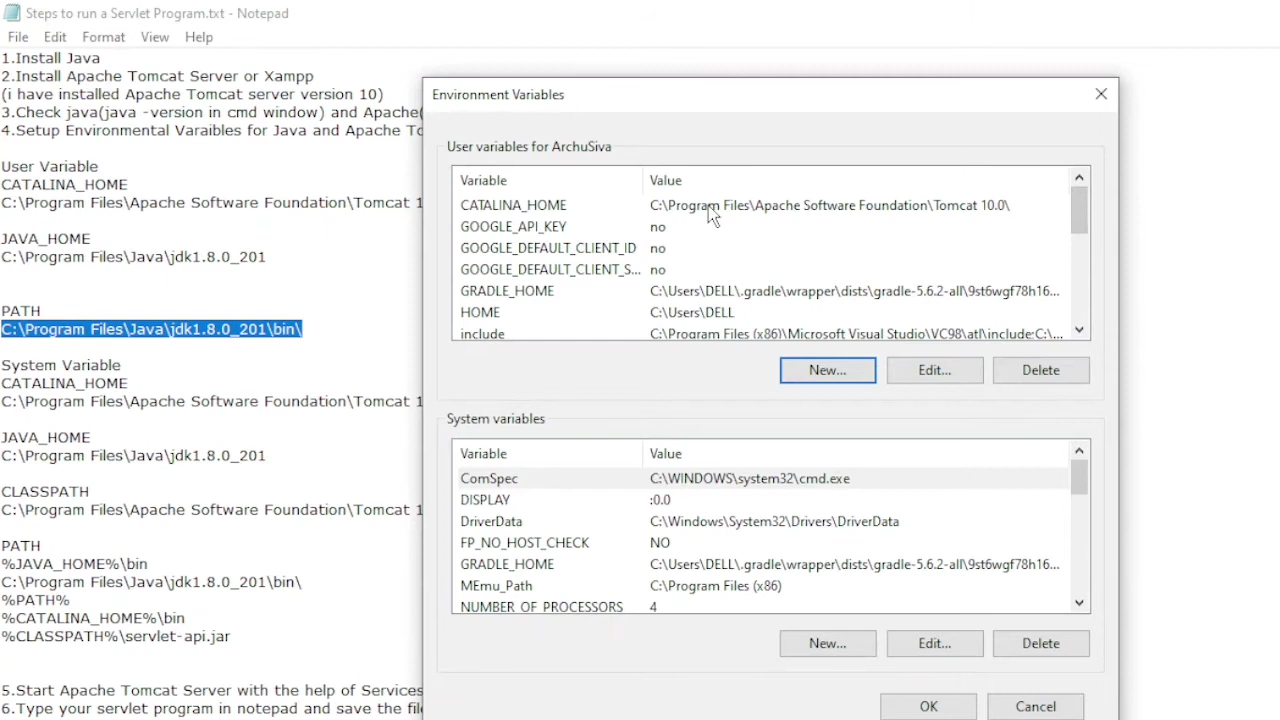 Steps to run a Servlet Program.txt - Notepad
File Edit Format View Help
1.Install Java
2.Install Apache Tomcat Server or Xampp
(i have installed Apache Tomcat server version 10)
3.Check java(java -version in cmd window) and Apache(
4.Setup Environmental Varaibles for Java and Apache To
User Variable
CATALINA_HOME
C:\Program Files\Apache Software Foundation\Tomcat 1
JAVA_HOME
C:\Program Files\Java\jdk1.8.0_201
PATH
C:\Program Files\Java\jdk1.8.0_201\bin\
System Variable
CATALINA_HOME
C:\Program Files\Apache Software Foundation\Tomcat 1
JAVA_HOME
C:\Program Files\Java\jdk1.8.0_201
CLASSPATH
C:\Program Files\Apache Software Foundation\Tomcat 1
PATH
%JAVA_HOME%\bin
C:\Program Files\Java\jdk1.8.0_201\bin\
%PATH%
%CATALINA_HOME%\bin
%CLASSPATH%\servlet-api.jar
5.Start Apache Tomcat Server with the help of Services
6.Type your servlet program in notepad and save the file
Environment Variables
User variables for ArchuSiva
Variable Value
CATALINA_HOME C:\Program Files\Apache Software Foundation\Tomcat 10.0\
GOOGLE_API_KEY no
GOOGLE_DEFAULT_CLIENT_ID no
GOOGLE_DEFAULT_CLIENT_S... no
GRADLE_HOME C:\Users\DELL\.gradle\wrapper\dists\gradle-5.6.2-all\9st6wgf78h16...
HOME C:\Users\DELL
include C:\Program Files (x86)\Microsoft Visual Studio\VC98\atl\include;C:\...
New... Edit... Delete
System variables
Variable Value
ComSpec C:\WINDOWS\system32\cmd.exe
DISPLAY :0.0
DriverData C:\Windows\System32\Drivers\DriverData
FP_NO_HOST_CHECK NO
GRADLE_HOME C:\Users\DELL\.gradle\wrapper\dists\gradle-5.6.2-all\9st6wgf78h16...
MEmu_Path C:\Program Files (x86)
NUMBER_OF_PROCESSORS 4
New... Edit... Delete
OK Cancel